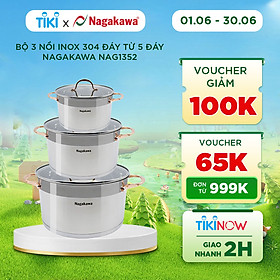 TIKI x Nagakawa
01.06 - 30.06
BỘ 3 NỒI INOX 304 ĐÁY TỪ 5 ĐÁY
NAGAKAWA NAG1352
VOUCHER
GIẢM
100K
VOUCHER
65K
ĐƠN
TỪ
999K
TIKINOW
GIAO
NHANH
2H
Nagakawa
Nagakawa
Nagakawa